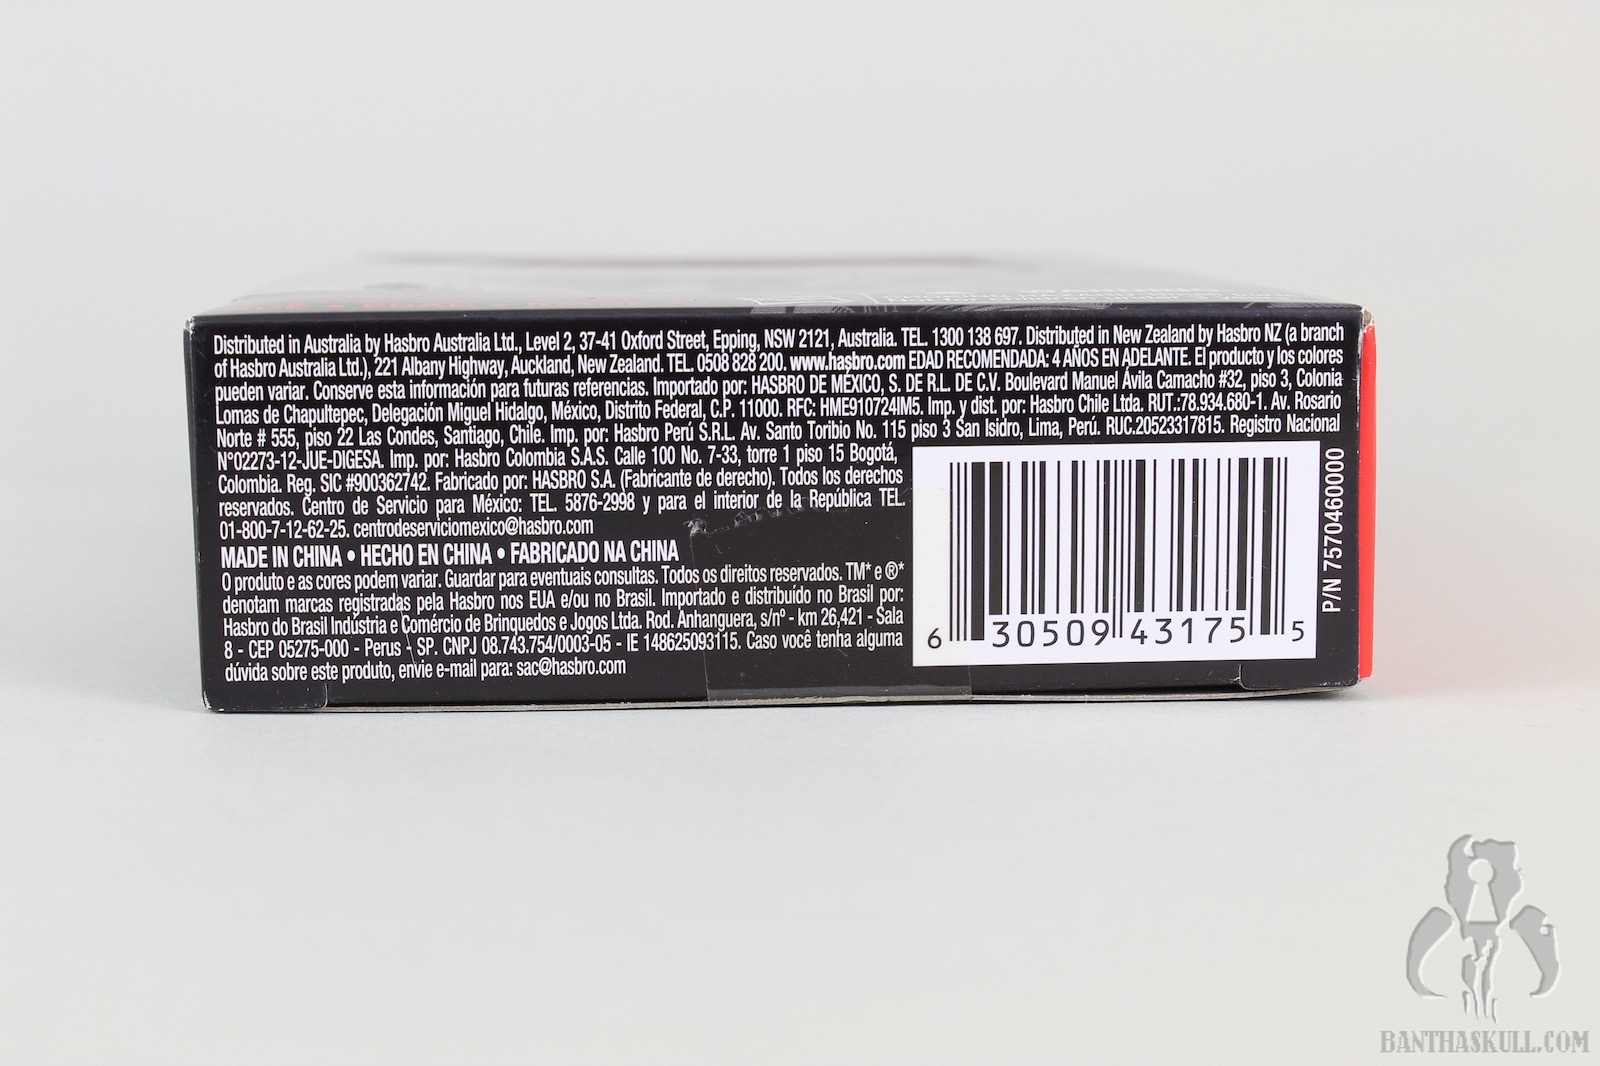 Distributed in Australia by Hasbro Australia Ltd., Level 2, 37-41 Oxford Street, Epping, NSW 2121, Australia. TEL. 1300 138 697. Distributed in New Zealand by Hasbro NZ (a branch
of Hasbro Australia Ltd.), 221 Albany Highway, Auckland, New Zealand. TEL. 0508 828 200. www.hasbro.com EDAD RECOMENDADA: 4 AÑOS EN ADELANTE. El producto y los colores
pueden variar. Conserve esta información para futuras referencias. Importado por: HASBRO DE MÉXICO, S. DE R.L. DE C.V. Boulevard Manuel Ávila Camacho #32, piso 3, Colonia
Lomas de Chapultepec, Delegación Miguel Hidalgo, México, Distrito Federal, C.P. 11000. RFC: HME910724IM5. Imp. y dist. por: Hasbro Chile Ltda. RUT.:78.934.680-1. Av. Rosario
Norte # 555, piso 22 Las Condes, Santiago, Chile. Imp. por: Hasbro Perú S.R.L. Av. Santo Toribio No. 115 piso 3 San Isidro, Lima, Perú. RUC.20523317815. Registro Nacional
N°02273-12-JUE-DIGESA. Imp. por: Hasbro Colombia S.A.S. Calle 100 No. 7-33, torre 1 piso 15 Bogotá,
Colombia. Reg. SIC #900362742. Fabricado por: HASBRO S.A. (Fabricante de derecho). Todos los derechos
reservados. Centro de Servicio para México: TEL. 5876-2998 y para el interior de la República TEL.
01-800-7-12-62-25. centrodeserviciomexico@hasbro.com
MADE IN CHINA • HECHO EN CHINA • FABRICADO NA CHINA
O produto e as cores podem variar. Guardar para eventuais consultas. Todos os direitos reservados. TM* e ®*
denotam marcas registradas pela Hasbro nos EUA e/ou no Brasil. Importado e distribuído no Brasil por:
Hasbro do Brasil Indústria e Comércio de Brinquedos e Jogos Ltda. Rod. Anhanguera, s/nº - km 26,421 - Sala
8 - CEP 05275-000 - Perus - SP. CNPJ 08.743.754/0003-05 - IE 148625093115. Caso você tenha alguma
dúvida sobre este produto, envie e-mail para: sac@hasbro.com
6 30509 43175 5
P/N 7570460000
BANTHASKULL.COM